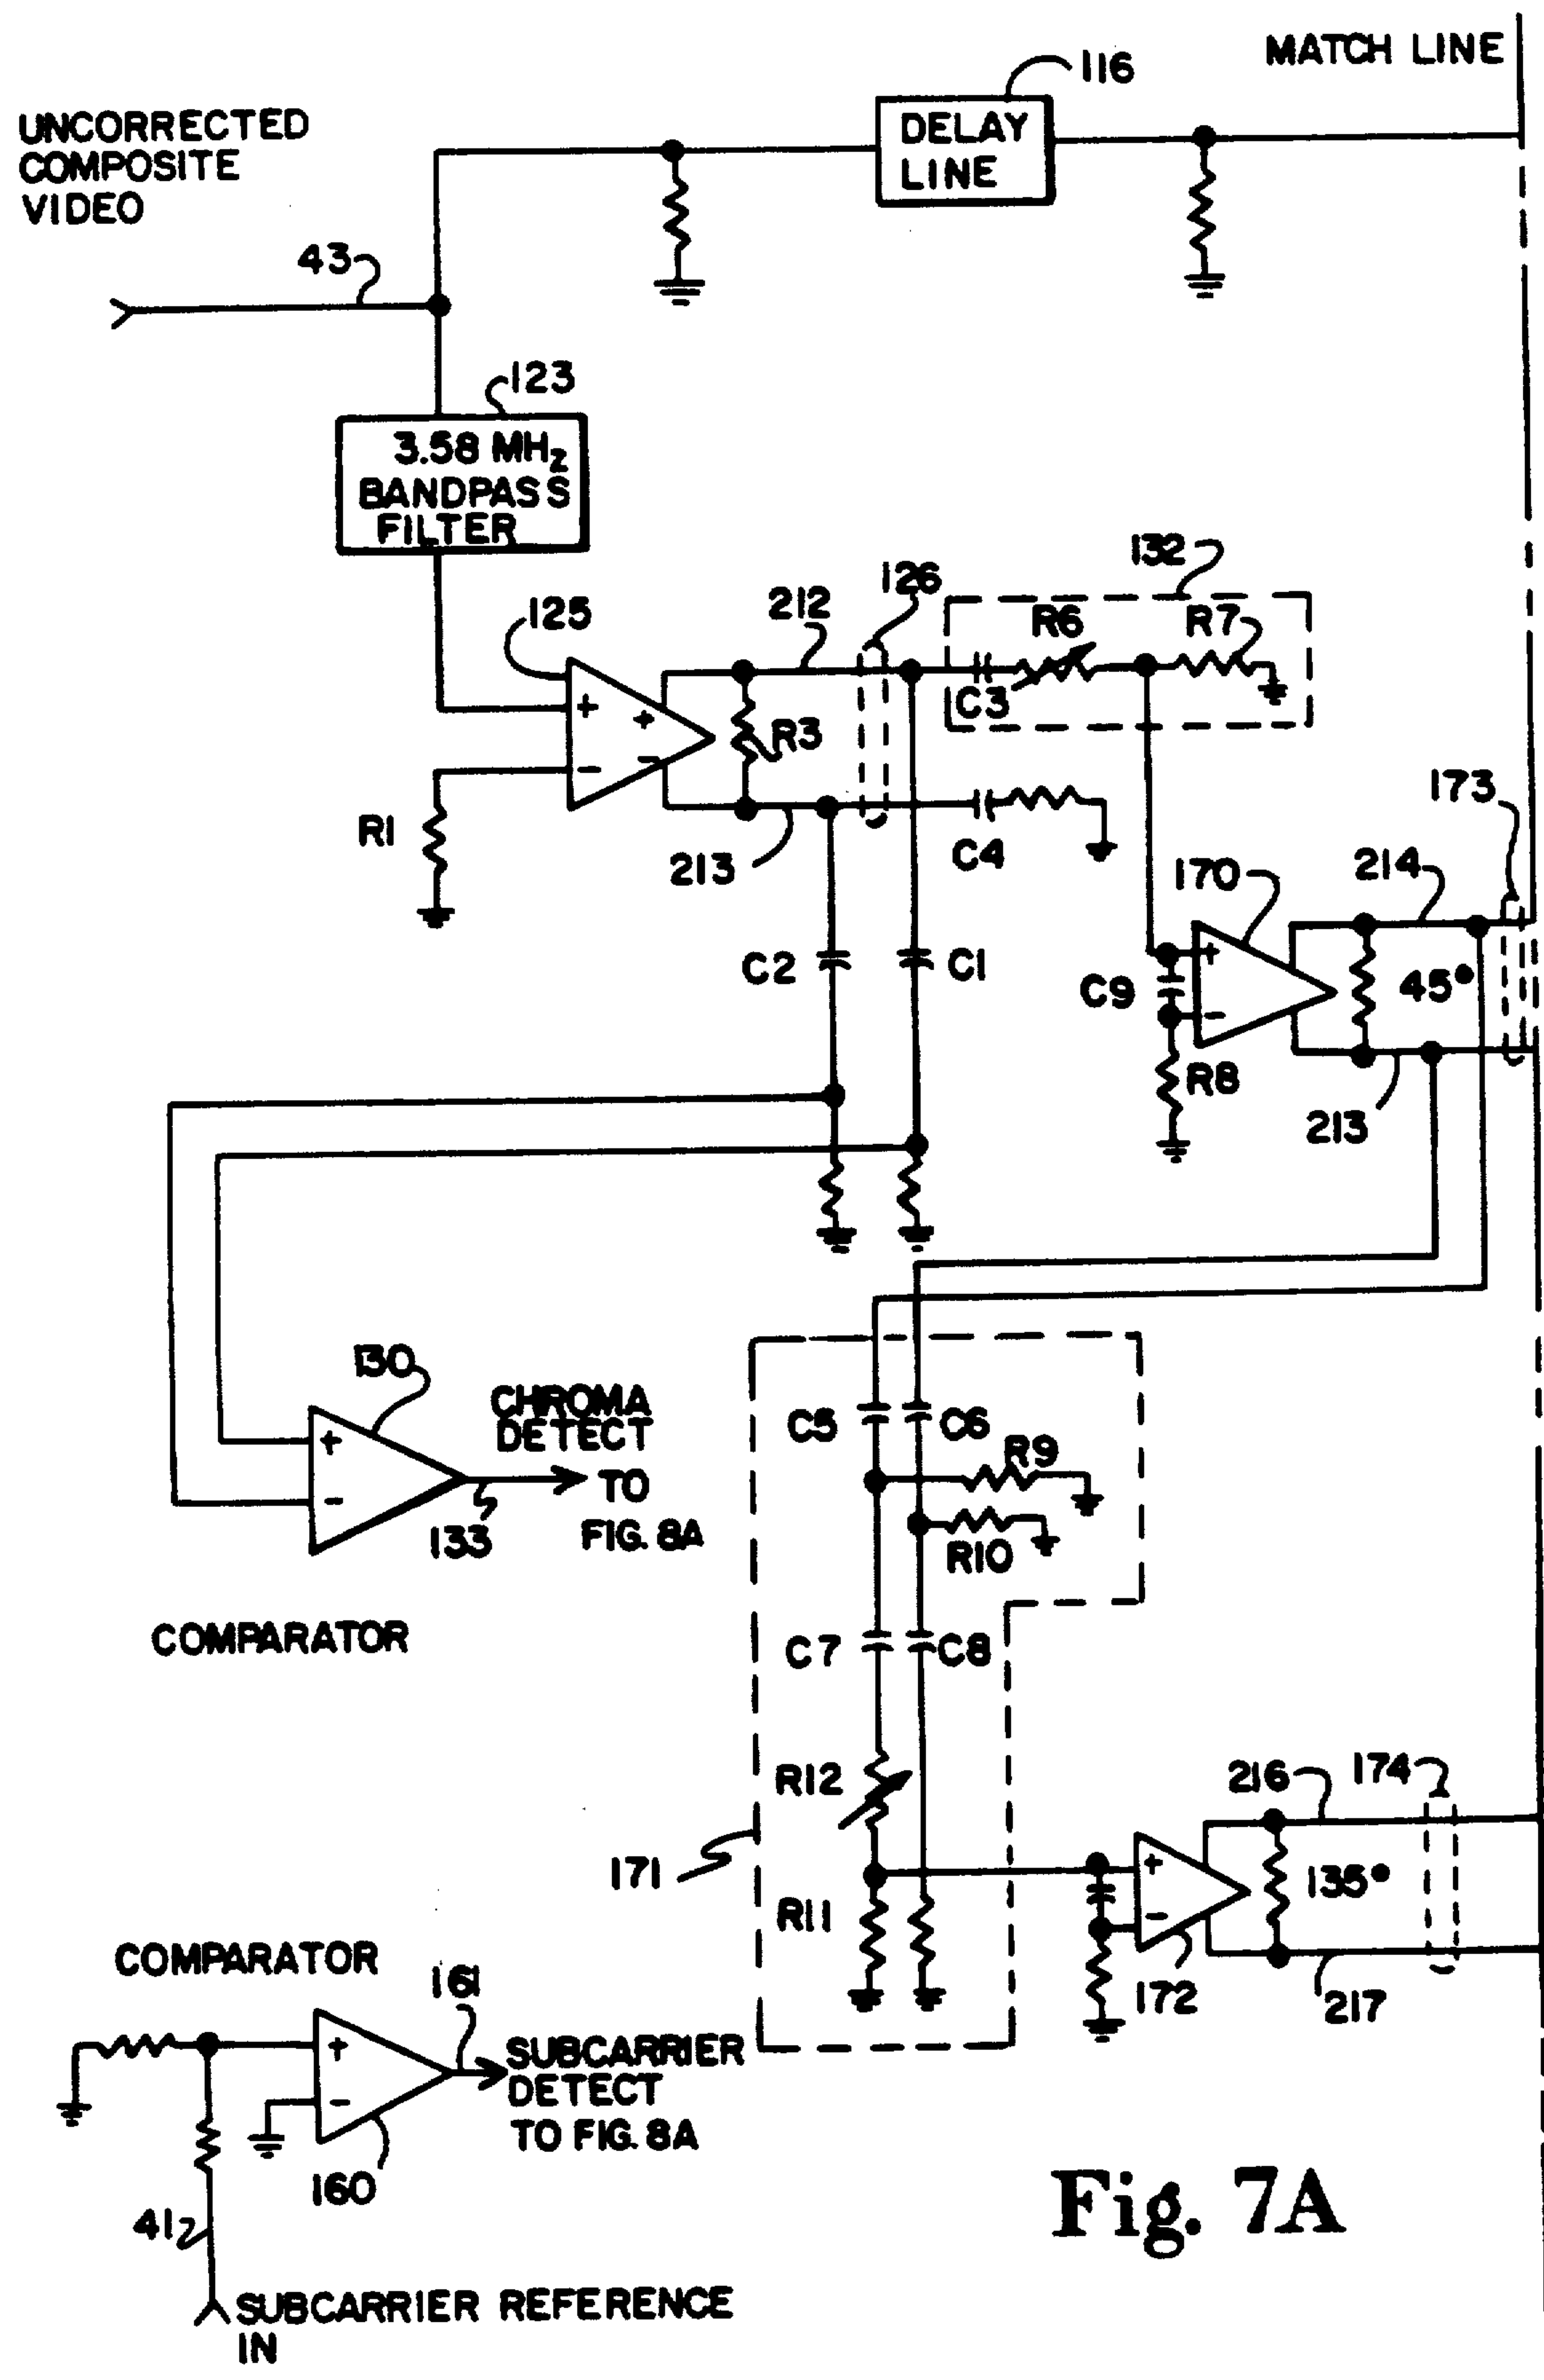 MATCH LINE
116
UNCORRECTED
COMPOSITE
VIDEO
DELAY
LINE
43
123
3.58 MHz
BANDPASS
FILTER
132
126
212
125
R6
R7
+
+
C3
R3
-
-
173
R1
213
C4
170
214
C2
C1
+
C9
45°
-
R8
213
130
CHROMA
DETECT
C5
C6
R9
+
TO
FIG. 8A
-
133
R10
COMPARATOR
C7
C8
R12
216
174
171
+
135°
R11
-
172
217
COMPARATOR
161
+
SUBCARRIER
DETECT
TO FIG. 8A
-
160
41
Fig. 7A
SUBCARRIER REFERENCE
IN